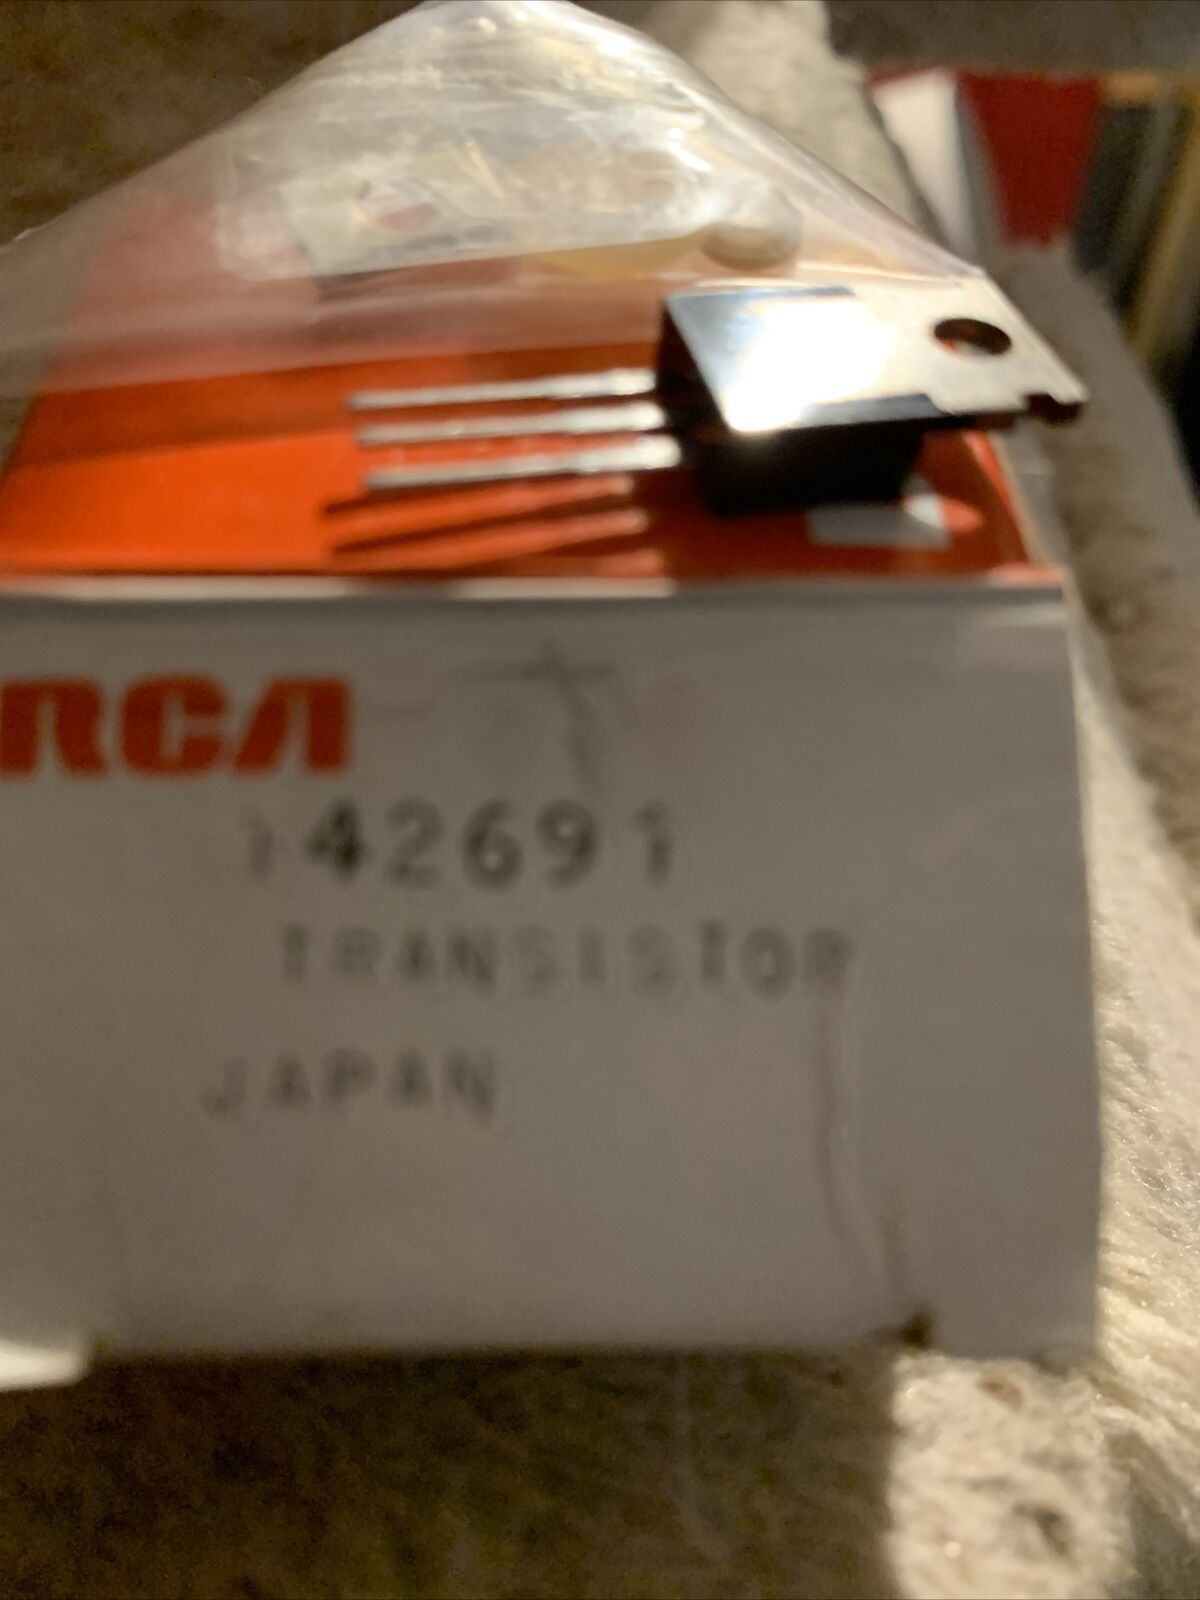 RCA
142691
TRANSISTOR
JAPAN